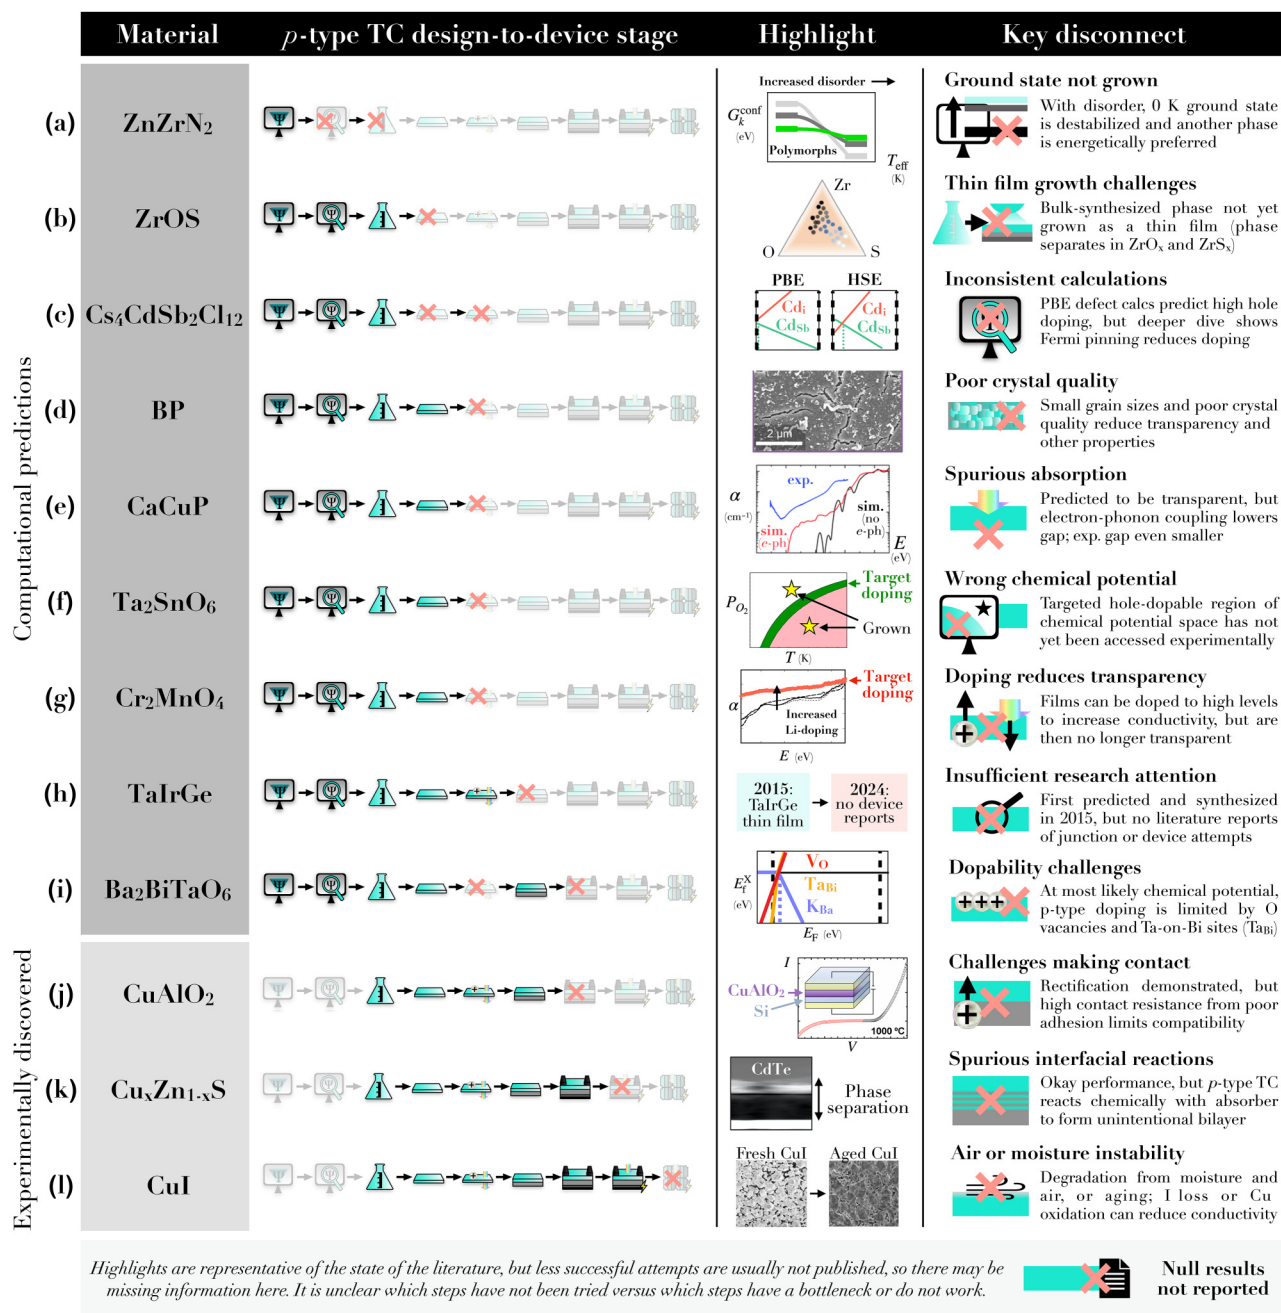 Material
p-type TC design-to-device stage
Highlight
Key disconnect
Computational predictions
(a)
ZnZrN₂
Increased disorder
G_k^conf
(eV)
Polymorphs
T_eff
(K)
Ground state not grown
With disorder, 0 K ground state
is destabilized and another phase
is energetically preferred
(b)
ZrOS
Zr
O
S
Thin film growth challenges
Bulk-synthesized phase not yet
grown as a thin film (phase
separates in ZrOₓ and ZrSₓ)
(c)
Cs₄CdSb₂Cl₁₂
PBE
HSE
Cdᵢ
Cd_Sb
Cdᵢ
Cd_Sb
Inconsistent calculations
PBE defect calcs predict high hole
doping, but deeper dive shows
Fermi pinning reduces doping
(d)
BP
2 μm
Poor crystal quality
Small grain sizes and poor crystal
quality reduce transparency and
other properties
(e)
CaCuP
α
(cm⁻¹)
exp.
sim.
(e-ph)
sim.
(no
e-ph)
E
(eV)
Spurious absorption
Predicted to be transparent, but
electron-phonon coupling lowers
gap; exp. gap even smaller
(f)
Ta₂SnO₆
P_O₂
Target
doping
Grown
T (K)
Wrong chemical potential
Targeted hole-dopable region of
chemical potential space has not
yet been accessed experimentally
(g)
Cr₂MnO₄
α
Target
doping
Increased
Li-doping
E (eV)
Doping reduces transparency
Films can be doped to high levels
to increase conductivity, but are
then no longer transparent
(h)
TaIrGe
2015:
TaIrGe
thin film
2024:
no device
reports
Insufficient research attention
First predicted and synthesized
in 2015, but no literature reports
of junction or device attempts
(i)
Ba₂BiTaO₆
E_f^X
(eV)
V_O
Ta_Bi
K_Ba
E_F (eV)
Dopability challenges
At most likely chemical potential,
p-type doping is limited by O
vacancies and Ta-on-Bi sites (Ta_Bi)
Experimentally discovered
(j)
CuAlO₂
I
CuAlO₂
Si
1000 ºC
V
Challenges making contact
Rectification demonstrated, but
high contact resistance from poor
adhesion limits compatibility
(k)
CuₓZn₁₋ₓS
CdTe
Phase
separation
Spurious interfacial reactions
Okay performance, but p-type TC
reacts chemically with absorber
to form unintentional bilayer
(l)
CuI
Fresh CuI
Aged CuI
Air or moisture instability
Degradation from moisture and
air, or aging; I loss or Cu
oxidation can reduce conductivity
Highlights are representative of the state of the literature, but less successful attempts are usually not published, so there may be
missing information here. It is unclear which steps have not been tried versus which steps have a bottleneck or do not work.
Null results
not reported